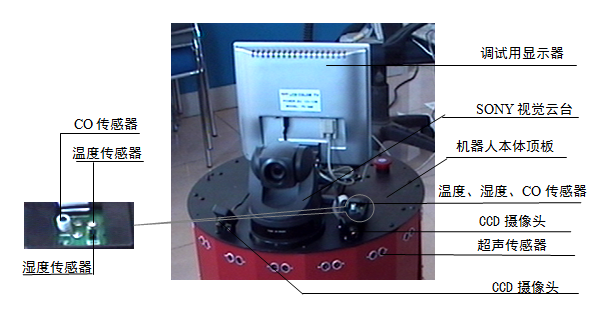 CO 传感器
温度传感器
湿度传感器
调试用显示器
SONY 视觉云台
机器人本体顶板
温度、湿度、CO 传感器
CCD 摄像头
超声传感器
CCD 摄像头